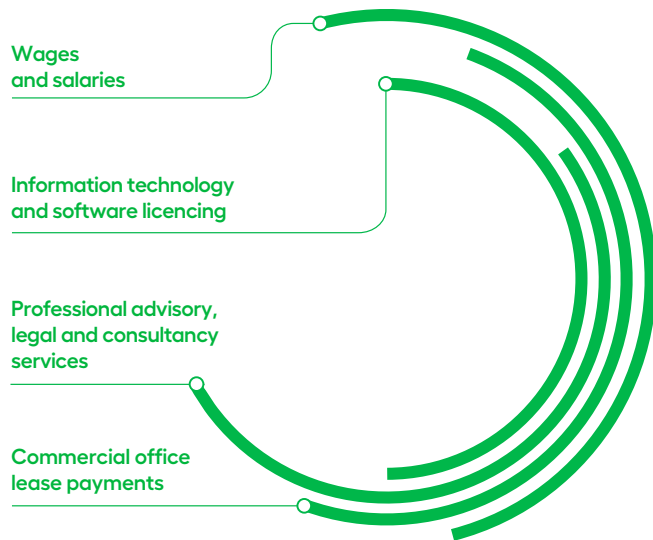 Wages
and salaries
Information technology
and software licencing
Professional advisory,
legal and consultancy
services
Commercial office
lease payments